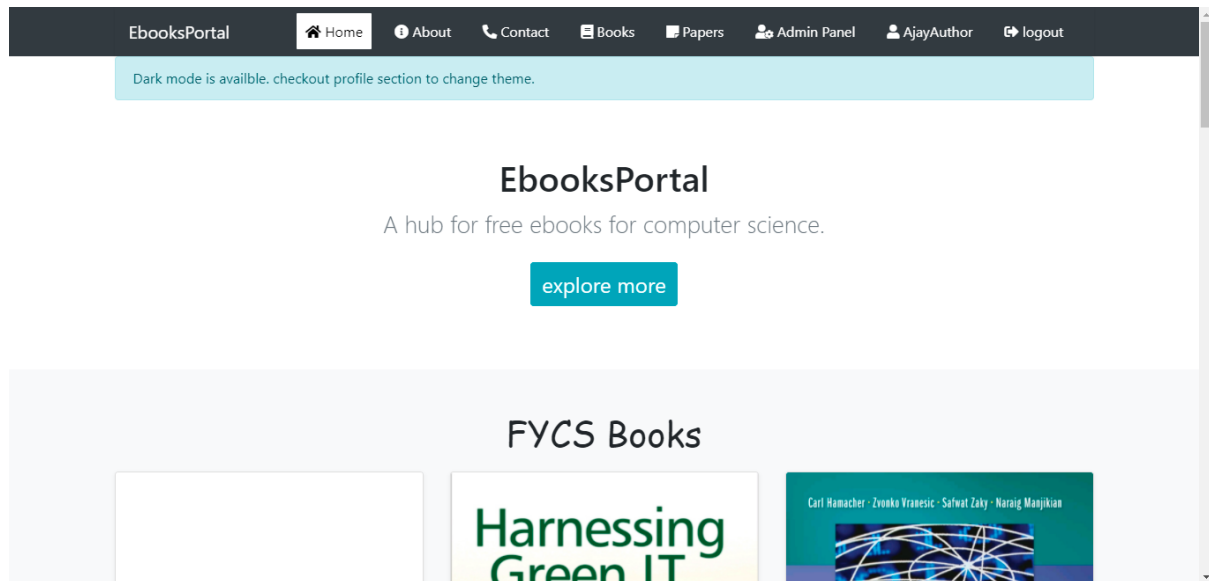 EbooksPortal Home About Contact Books Papers Admin Panel AjayAuthor logout
Dark mode is availble. checkout profile section to change theme.
EbooksPortal
A hub for free ebooks for computer science.
explore more
FYCS Books
Carl Hamacher · Zvonko Vranesic · Safwat Zaky · Naraig Manjikian
Harnessing
Green IT